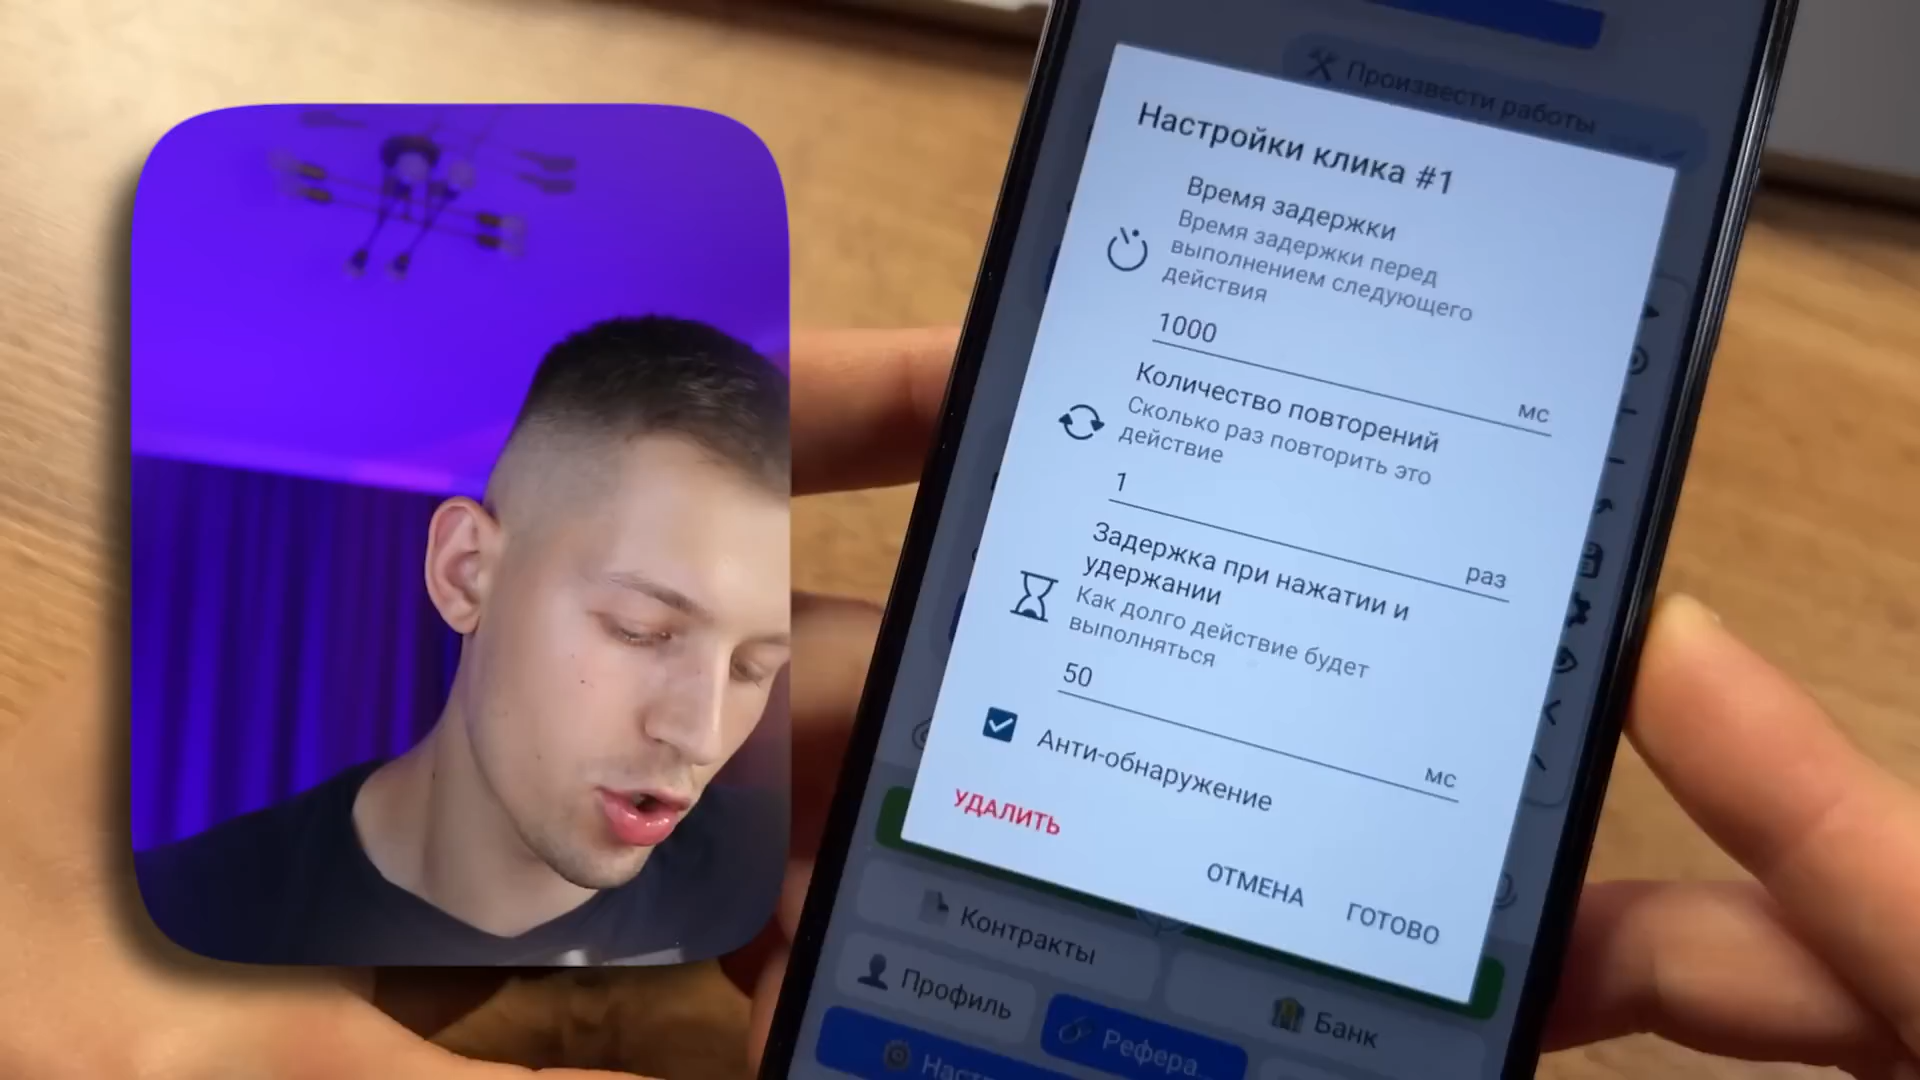 Произвести работы
Настройки клика #1
Время задержки
Время задержки перед
выполнением следующего
действия
1000
мс
Количество повторений
Сколько раз повторить это
действие
1
раз
Задержка при нажатии и
удержании
Как долго действие будет
выполняться
50
мс
Анти-обнаружение
УДАЛИТЬ
ОТМЕНА
ГОТОВО
Контракты
Банк
Профиль
Рефера...
Наст